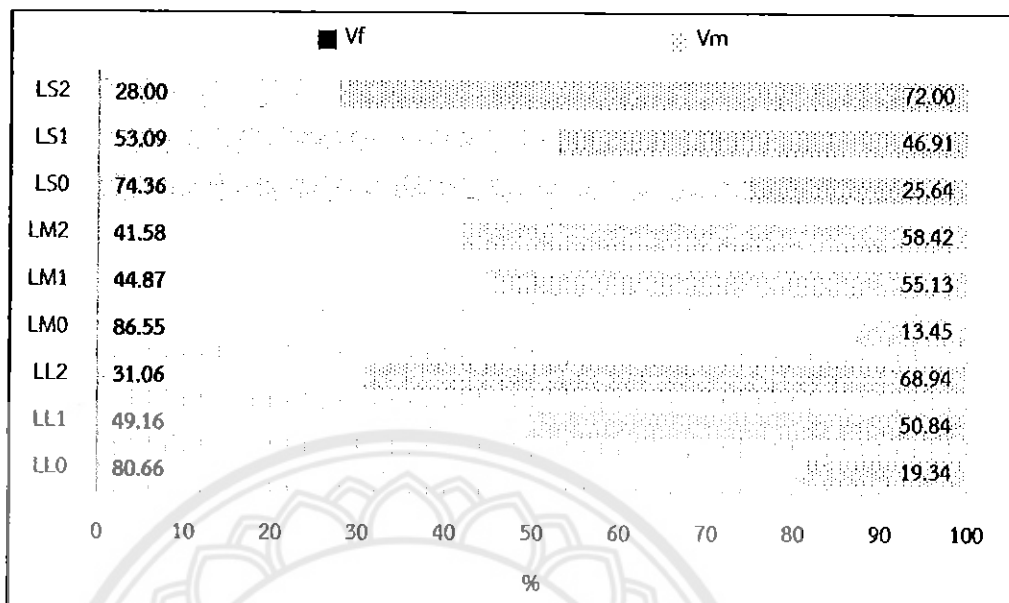 Vf Vm
LS2 28.00 72.00
LS1 53.09 46.91
LS0 74.36 25.64
LM2 41.58 58.42
LM1 44.87 55.13
LM0 86.55 13.45
LL2 31.06 68.94
LL1 49.16 50.84
LL0 80.66 19.34
0 10 20 30 40 50 60 70 80 90 100
%